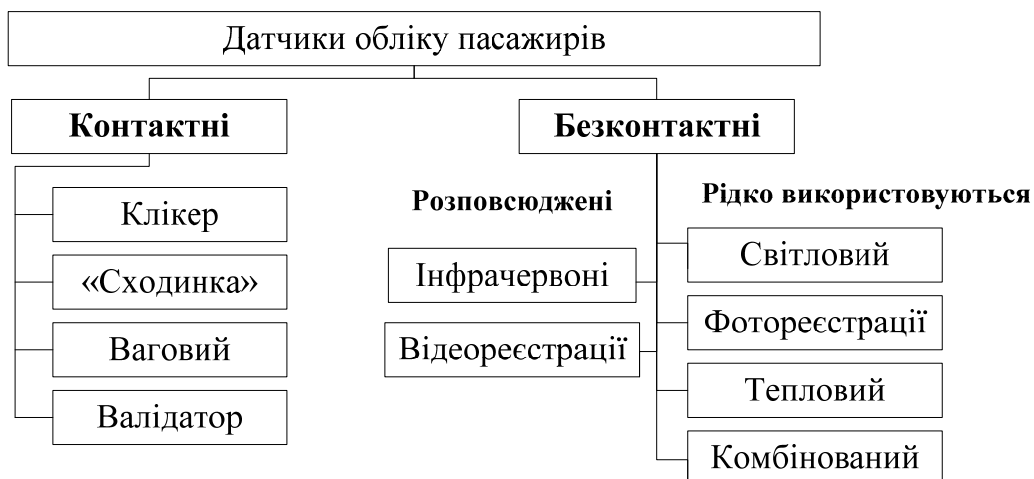 Датчики обліку пасажирів
Контактні
Клікер
«Сходинка»
Ваговий
Валідатор
Безконтактні
Розповсюджені
Інфрачервоні
Відеореєстрації
Рідко використовуються
Світловий
Фотореєстрації
Тепловий
Комбінований